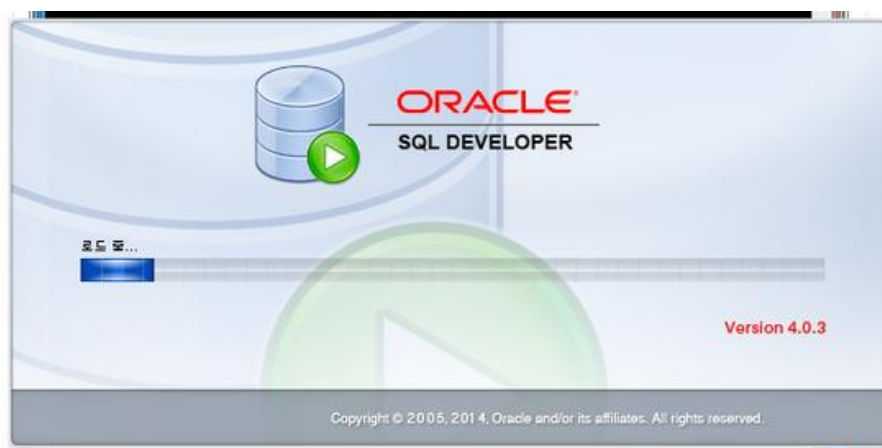 ORACLE
SQL DEVELOPER
로드 중...
Version 4.0.3
Copyright © 2005, 2014, Oracle and/or its affiliates. All rights reserved.